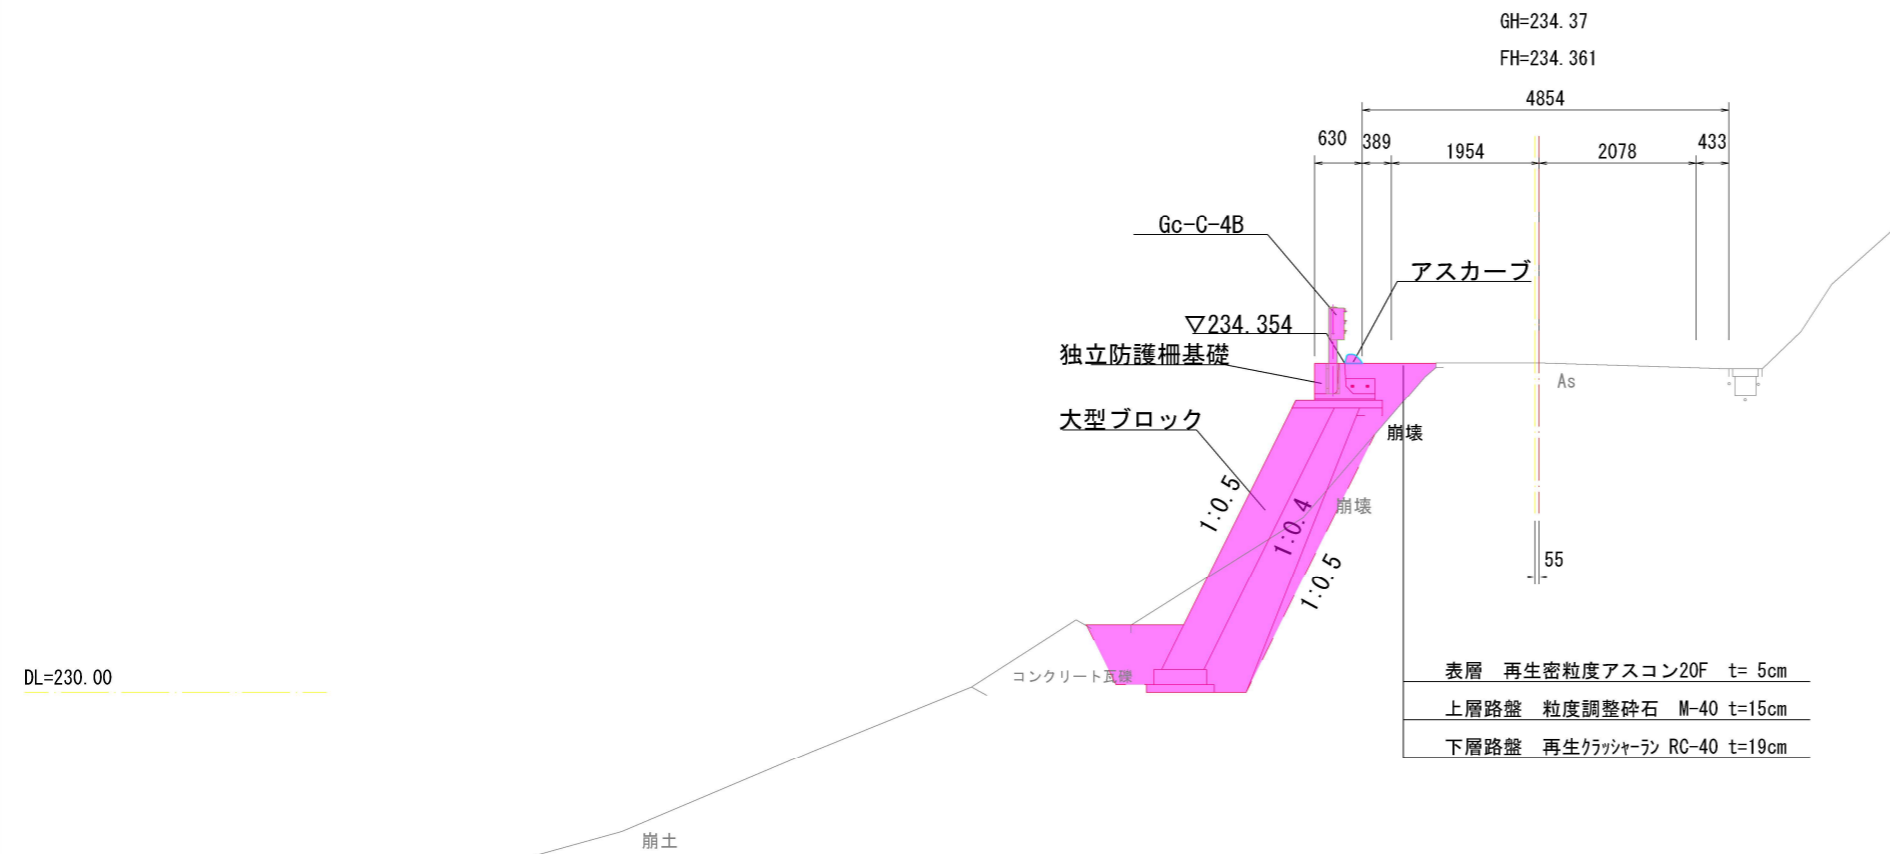 GH=234.37
FH=234.361
4854
630
389
1954
2078
433
Gc-C-4B
アスカーブ
▽234.354
独立防護柵基礎
大型ブロック
As
崩壊
1:0.5
1:0.4
崩壊
1:0.5
55
コンクリート瓦礫
DL=230.00
表層 再生密粒度アスコン20F t= 5cm
上層路盤 粒度調整砕石 M-40 t=15cm
下層路盤 再生クラッシャーラン RC-40 t=19cm
崩土